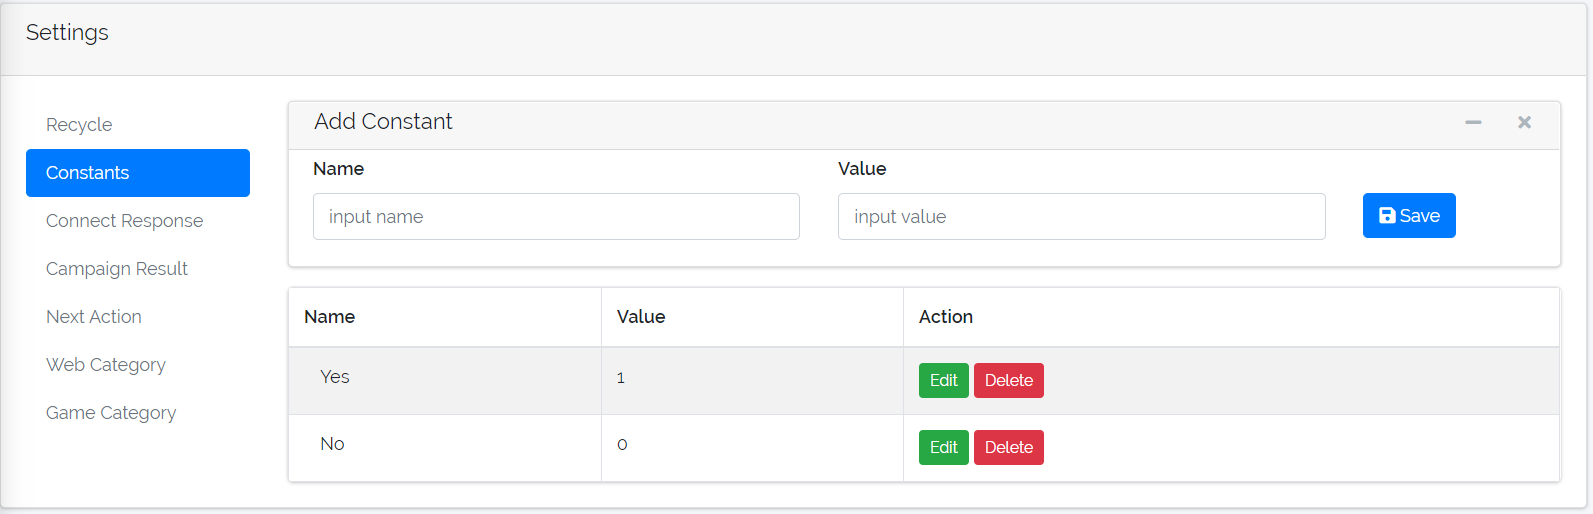 Settings
Recycle
Constants
Connect Response
Campaign Result
Next Action
Web Category
Game Category
Add Constant
Name Value
input name input value Save
Name Value Action
Yes 1 Edit Delete
No 0 Edit Delete